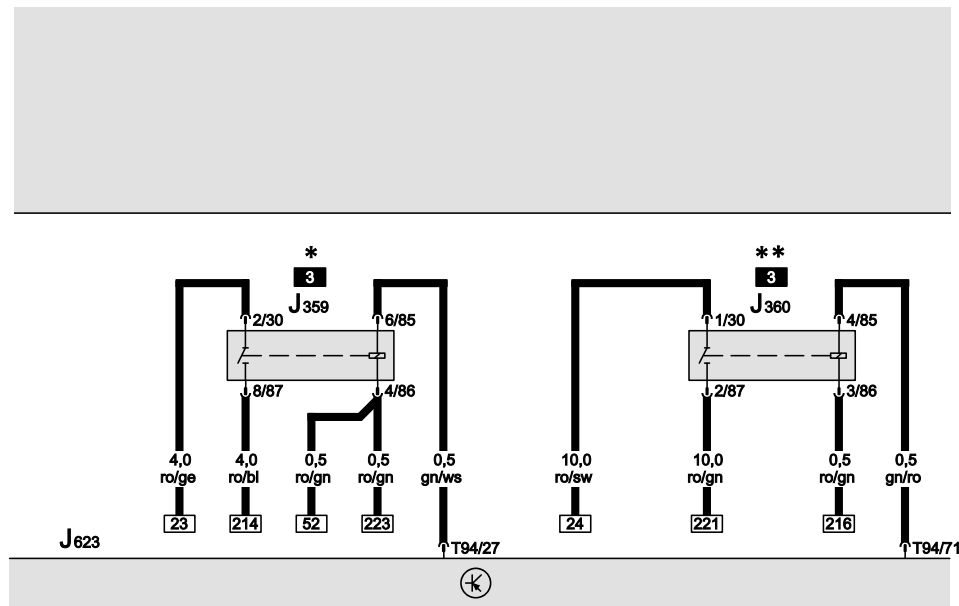 * **
3 3
J359 J360
2/30 6/85 1/30 4/85
8/87 4/86 2/87 3/86
4,0 4,0 0,5 0,5 0,5 10,0 10,0 0,5 0,5
ro/ge ro/bl ro/gn ro/gn gn/ws ro/sw ro/gn ro/gn gn/ro
23 214 52 223 24 221 216
J623 T94/27 T94/71